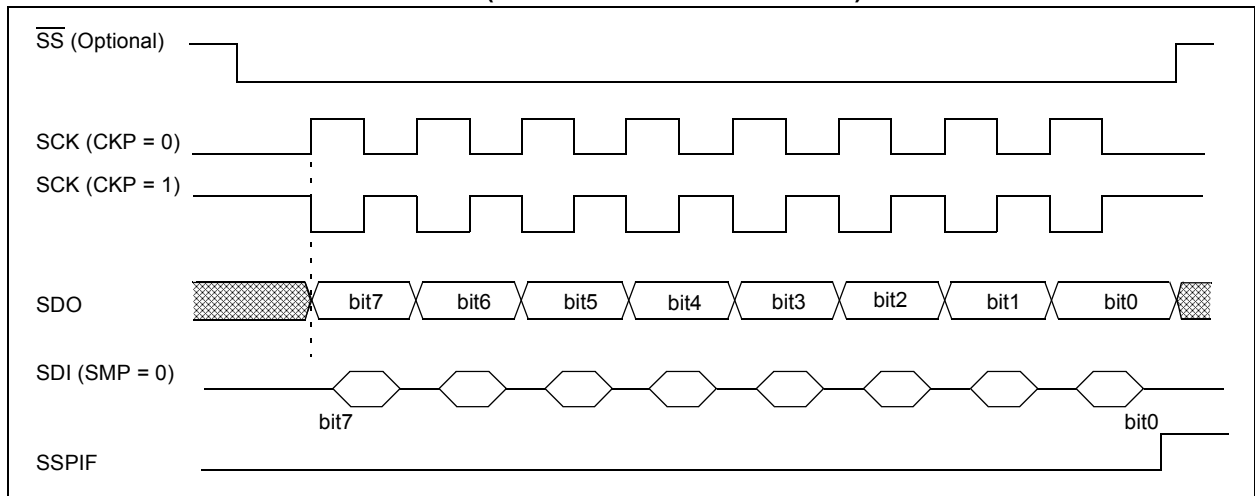 SS (Optional)
SCK (CKP = 0)
SCK (CKP = 1)
SDO
bit7 bit6 bit5 bit4 bit3 bit2 bit1 bit0
SDI (SMP = 0)
bit7 bit0
SSPIF